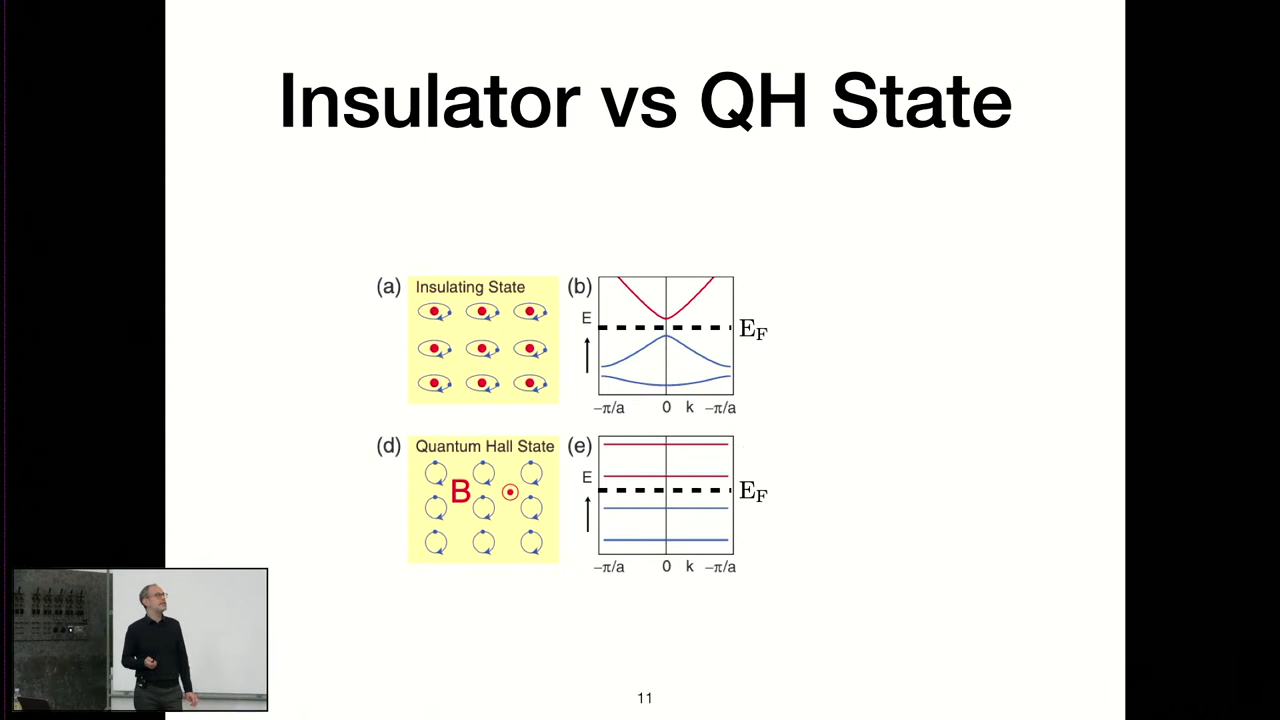 Insulator vs QH State
(a)
Insulating State
(b)
E
E_F
−π/a 0 k −π/a
(d)
Quantum Hall State
B
(e)
E
E_F
−π/a 0 k −π/a
11